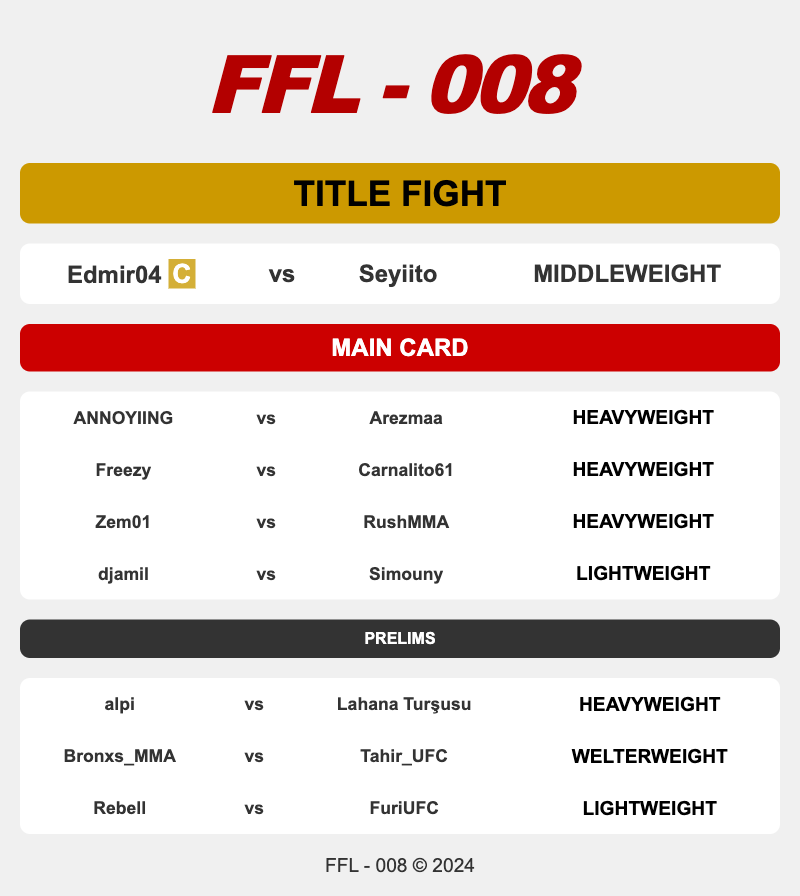 FFL - 008
TITLE FIGHT
Edmir04 C vs Seyiito MIDDLEWEIGHT
MAIN CARD
ANNOYIING vs Arezmaa HEAVYWEIGHT
Freezy vs Carnalito61 HEAVYWEIGHT
Zem01 vs RushMMA HEAVYWEIGHT
djamil vs Simouny LIGHTWEIGHT
PRELIMS
alpi vs Lahana Turşusu HEAVYWEIGHT
Bronxs_MMA vs Tahir_UFC WELTERWEIGHT
Rebell vs FuriUFC LIGHTWEIGHT
FFL - 008 © 2024